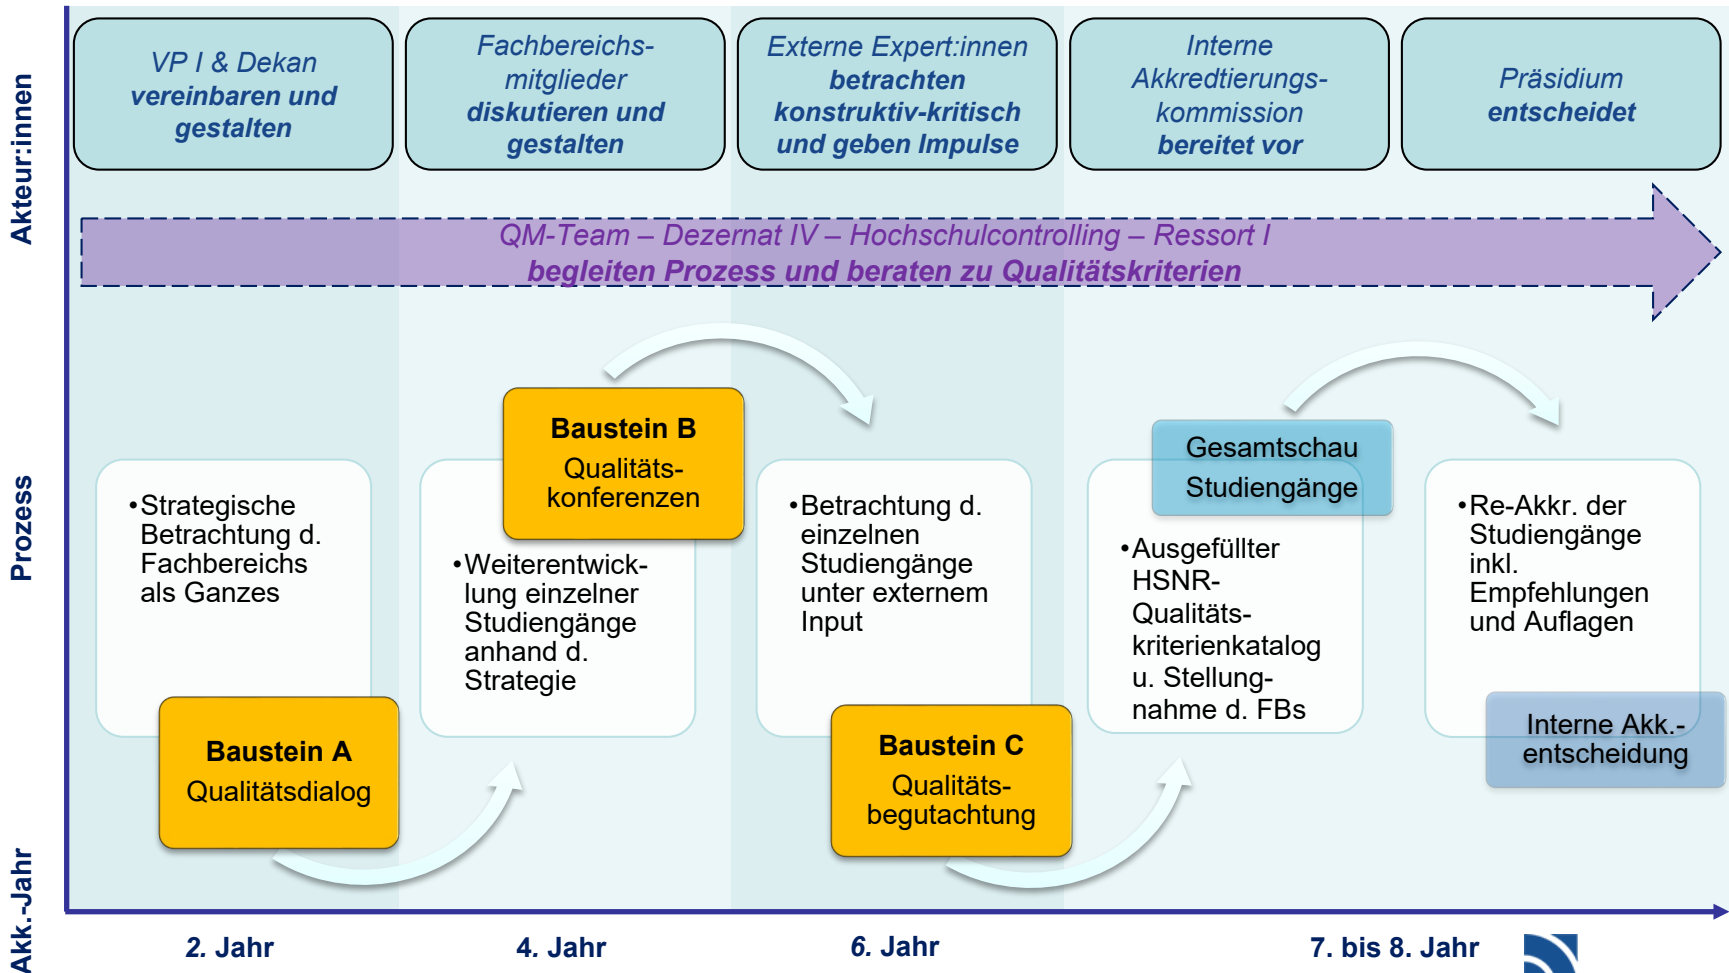 Akteur:innen
VP I & Dekan
vereinbaren und
gestalten
Fachbereichs-
mitglieder
diskutieren und
gestalten
Externe Expert:innen
betrachten
konstruktiv-kritisch
und geben Impulse
Interne
Akkredtierungs-
kommission
bereitet vor
Präsidium
entscheidet
QM-Team – Dezernat IV – Hochschulcontrolling – Ressort I
begleiten Prozess und beraten zu Qualitätskriterien
Prozess
•Strategische
Betrachtung d.
Fachbereichs
als Ganzes
Baustein A
Qualitätsdialog
Baustein B
Qualitäts-
konferenzen
•Weiterentwick-
lung einzelner
Studiengänge
anhand d.
Strategie
•Betrachtung d.
einzelnen
Studiengänge
unter externem
Input
Baustein C
Qualitäts-
begutachtung
Gesamtschau
Studiengänge
•Ausgefüllter
HSNR-
Qualitäts-
kriterienkatalog
u. Stellung-
nahme d. FBs
•Re-Akkr. der
Studiengänge
inkl.
Empfehlungen
und Auflagen
Interne Akk.-
entscheidung
Akk.-Jahr
2. Jahr
4. Jahr
6. Jahr
7. bis 8. Jahr